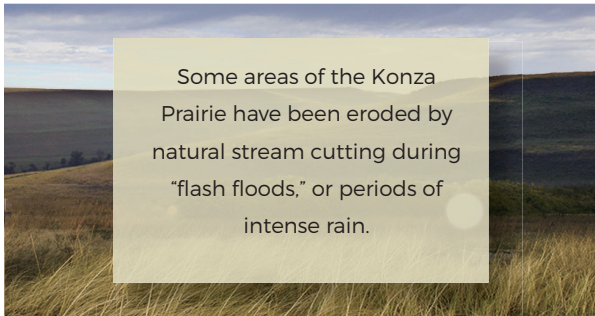 Some areas of the Konza
Prairie have been eroded by
natural stream cutting during
“flash floods,” or periods of
intense rain.